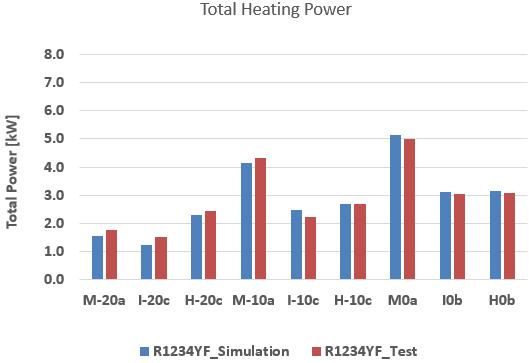 Total Heating Power
Total Power [kW]
8.0
7.0
6.0
5.0
4.0
3.0
2.0
1.0
0.0
M-20a I-20c H-20c M-10a I-10c H-10c M0a I0b H0b
R1234YF_Simulation R1234YF_Test